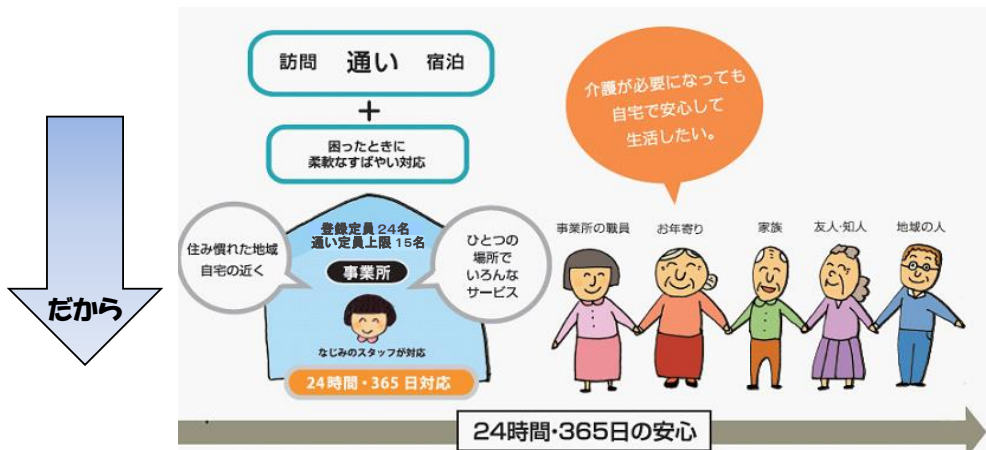 訪問 通い 宿泊
+
困ったときに
柔軟なすばやい対応
介護が必要になっても
自宅で安心して
生活したい。
だから
住み慣れた地域
自宅の近く
登録定員24名
通い定員上限15名
事業所
ひとつの
場所で
いろんな
サービス
なじみのスタッフが対応
24時間・365日対応
事業所の職員 お年寄り 家族 友人・知人 地域の人
24時間・365日の安心